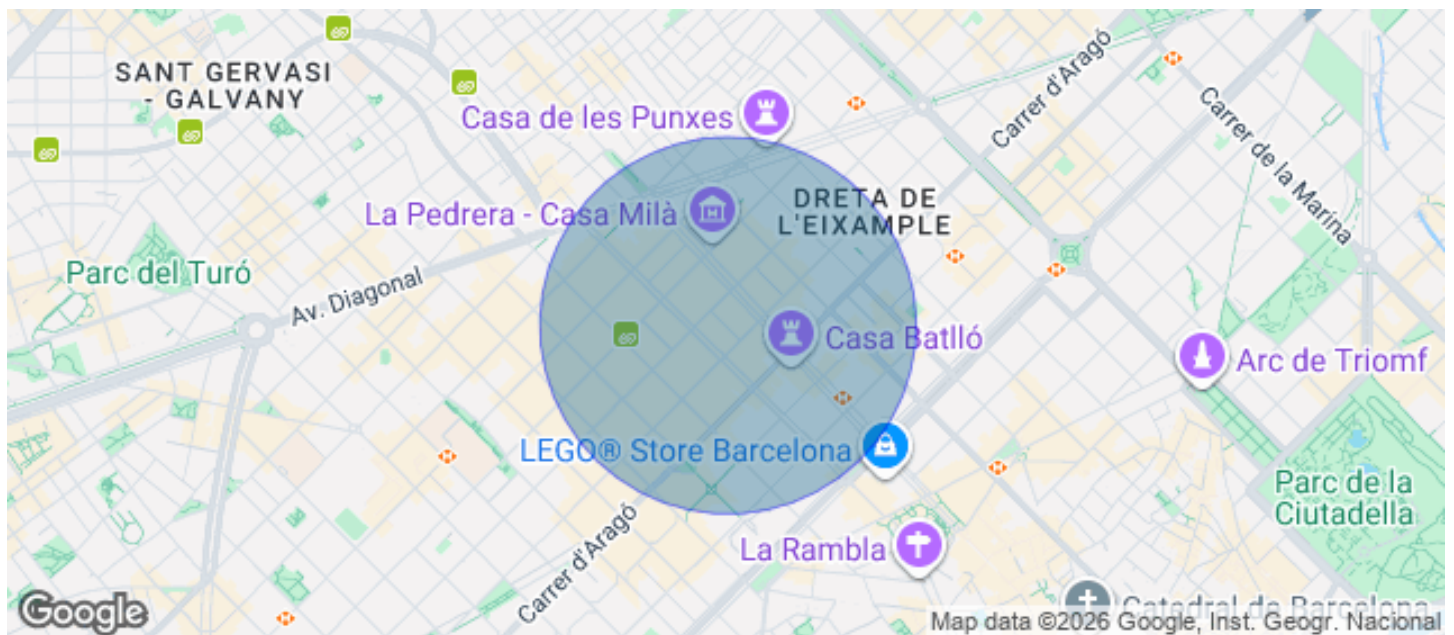 SANT GERVASI
- GALVANY
Casa de les Punxes
Carrer d'Aragó
Carrer de la Marina
La Pedrera - Casa Milà
DRETA DE
L'EIXAMPLE
Parc del Turó
Av. Diagonal
Casa Batlló
Arc de Triomf
LEGO® Store Barcelona
Parc de la
Ciutadella
Carrer d'Aragó
La Rambla
Catedral de Barcelona
Google
Map data ©2026 Google, Inst. Geogr. Nacional